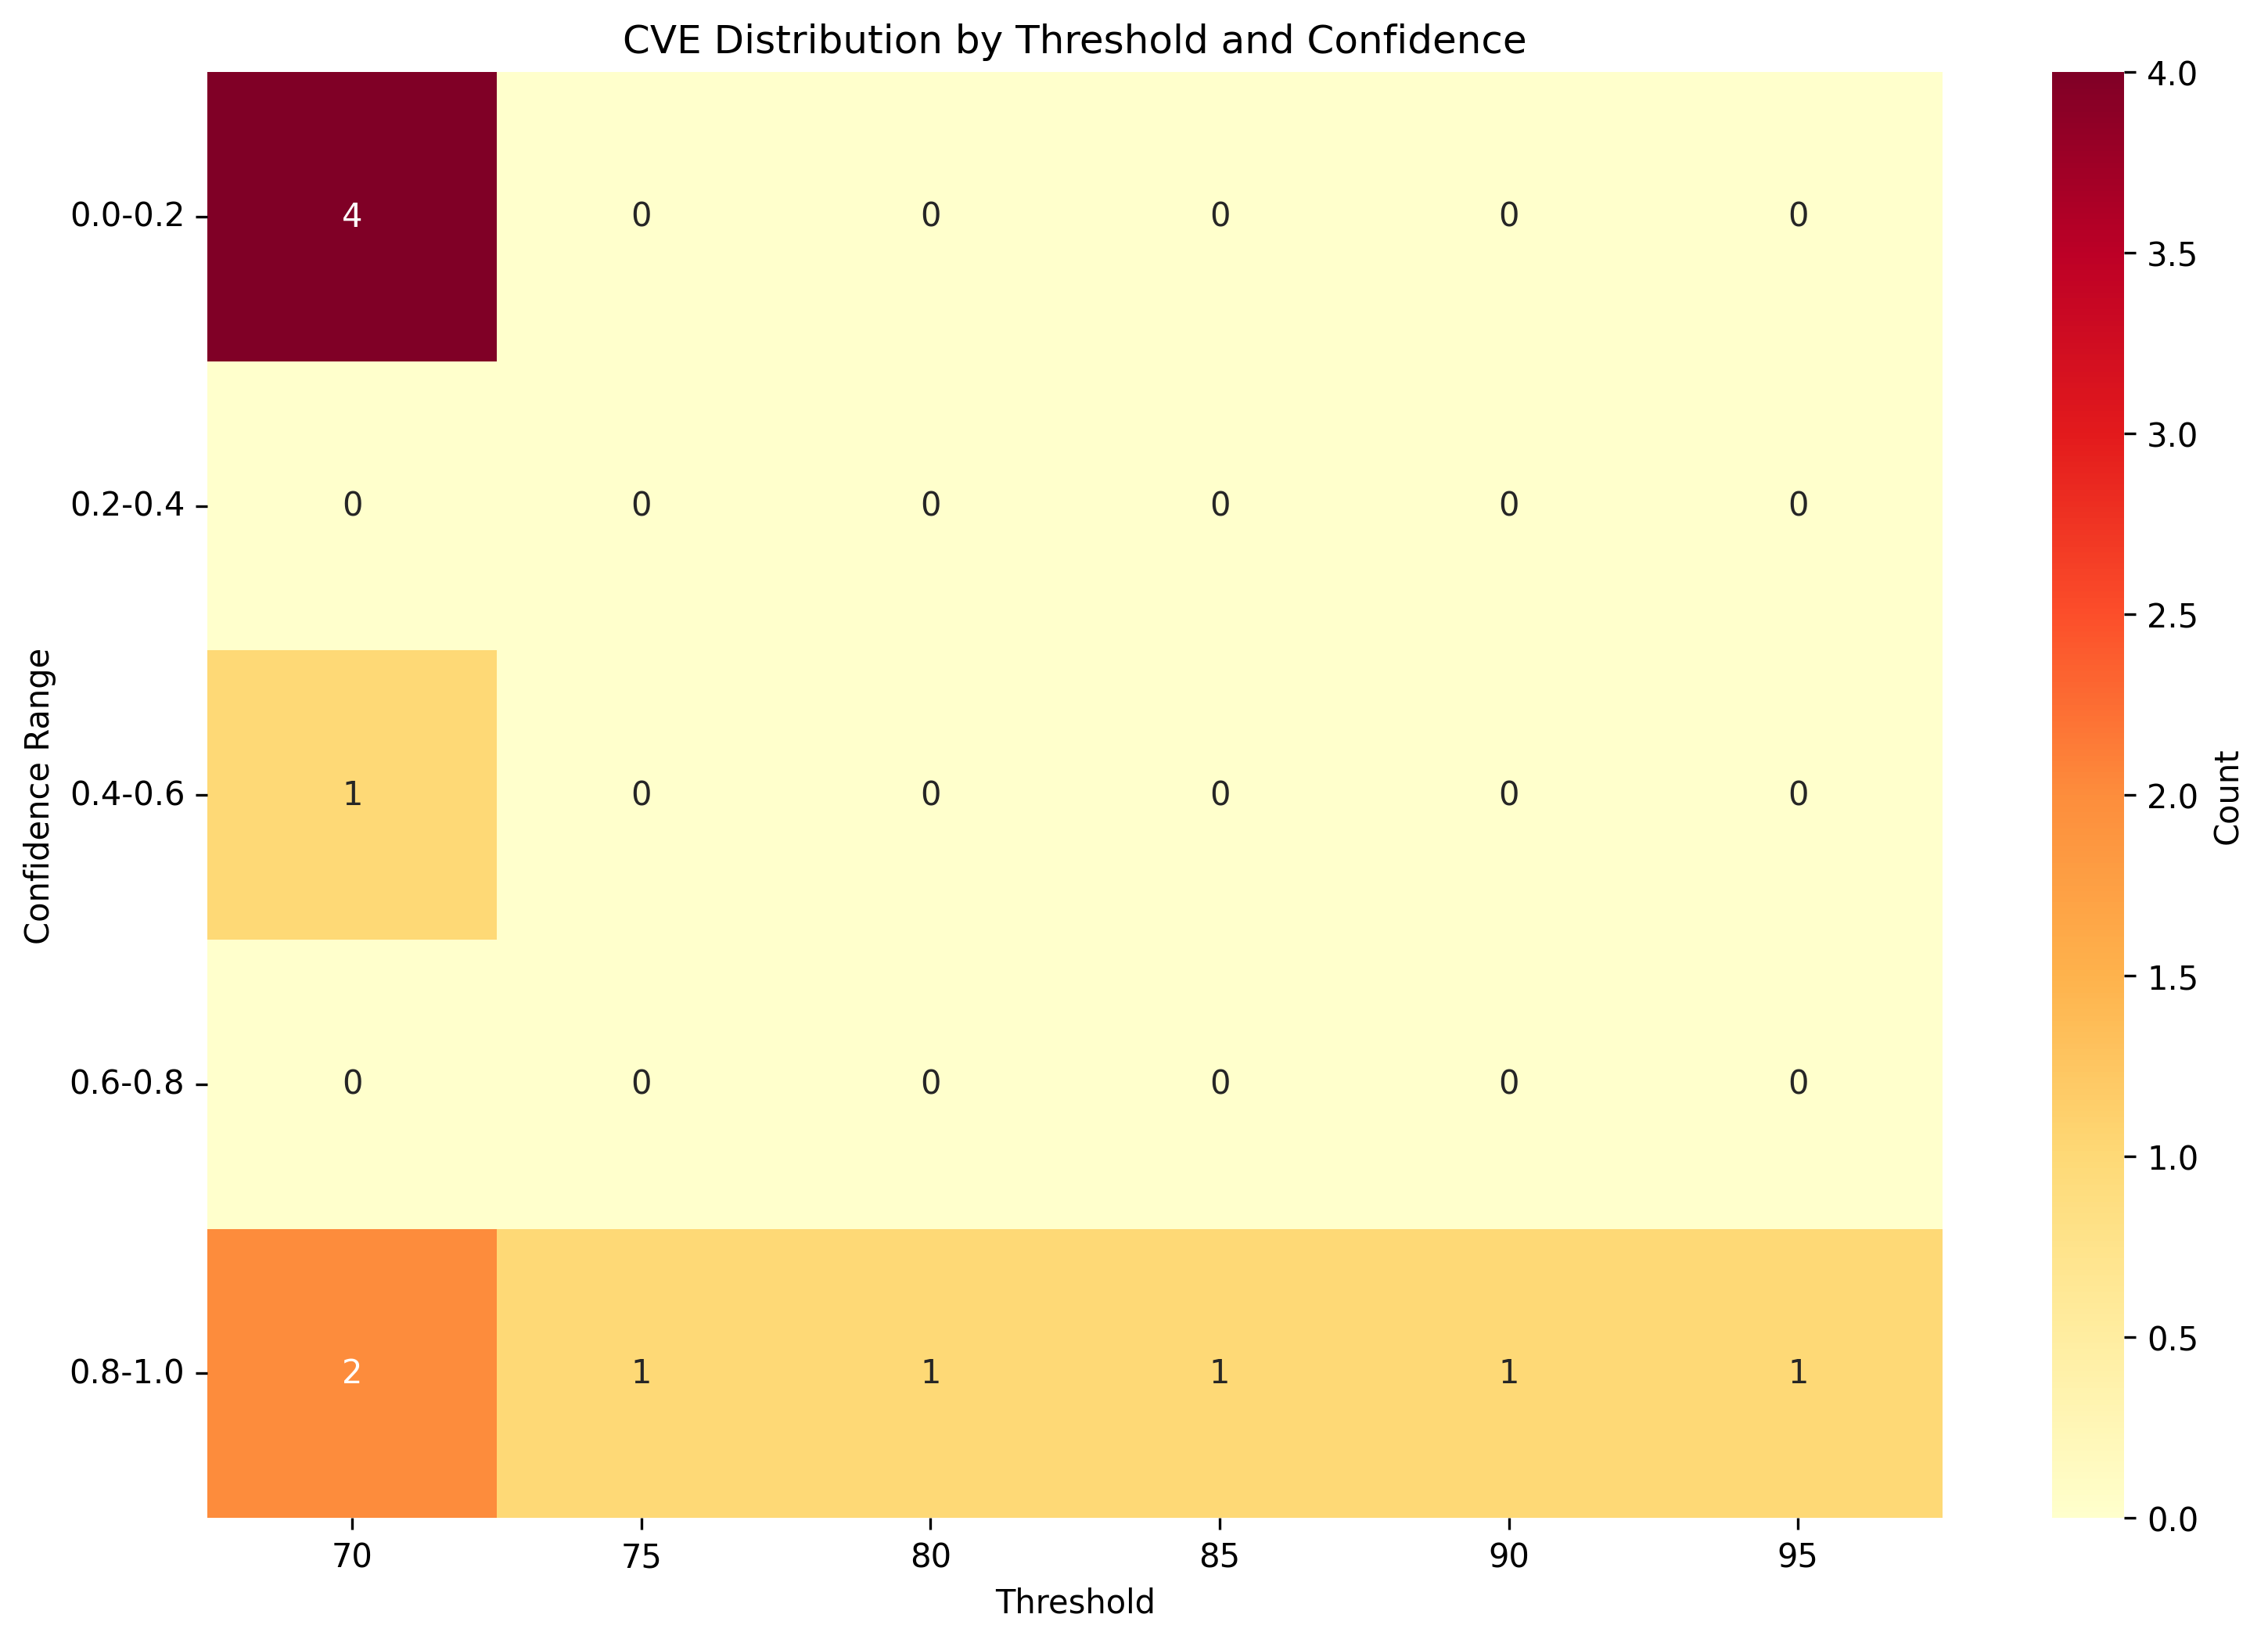 CVE Distribution by Threshold and Confidence
Confidence Range
0.0-0.2 4 0 0 0 0 0
0.2-0.4 0 0 0 0 0 0
0.4-0.6 1 0 0 0 0 0
0.6-0.8 0 0 0 0 0 0
0.8-1.0 2 1 1 1 1 1
70 75 80 85 90 95
Threshold
4.0
3.5
3.0
2.5
2.0
1.5
1.0
0.5
0.0
Count